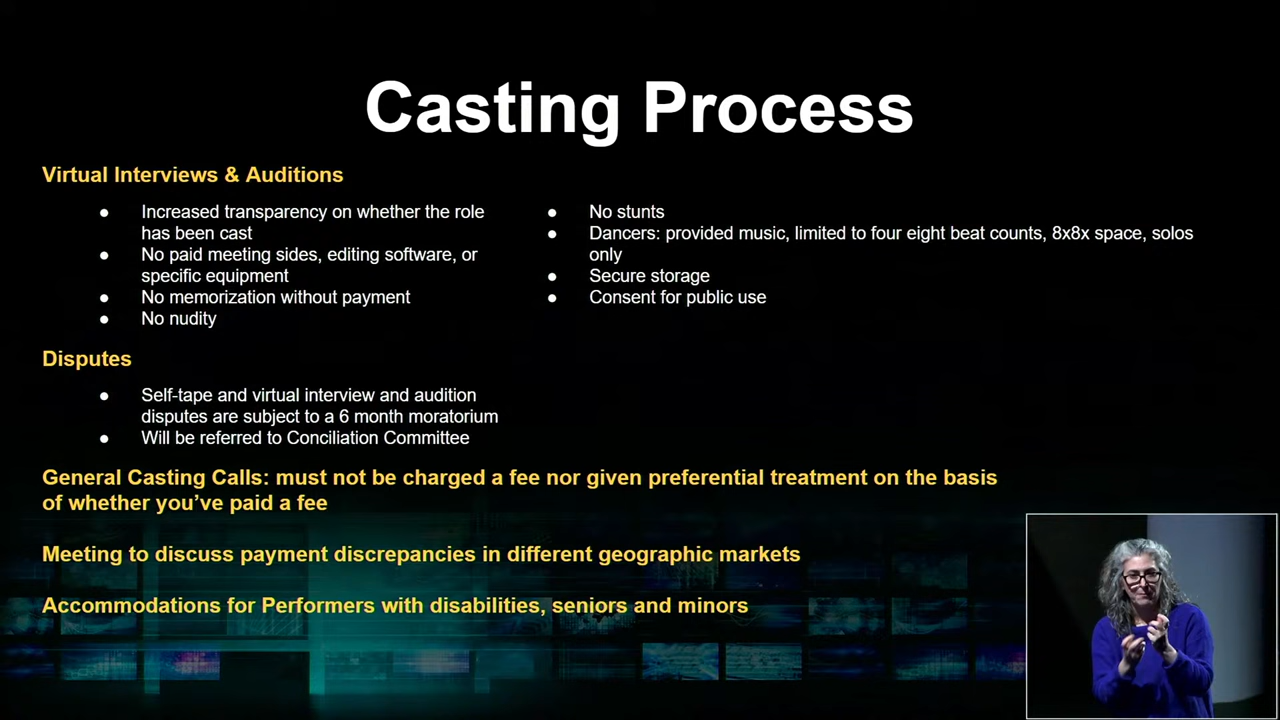 Casting Process
Virtual Interviews & Auditions
● Increased transparency on whether the role
has been cast
● No paid meeting sides, editing software, or
specific equipment
● No memorization without payment
● No nudity
● No stunts
● Dancers: provided music, limited to four eight beat counts, 8x8x space, solos
only
● Secure storage
● Consent for public use
Disputes
● Self-tape and virtual interview and audition
disputes are subject to a 6 month moratorium
● Will be referred to Conciliation Committee
General Casting Calls: must not be charged a fee nor given preferential treatment on the basis
of whether you’ve paid a fee
Meeting to discuss payment discrepancies in different geographic markets
Accommodations for Performers with disabilities, seniors and minors